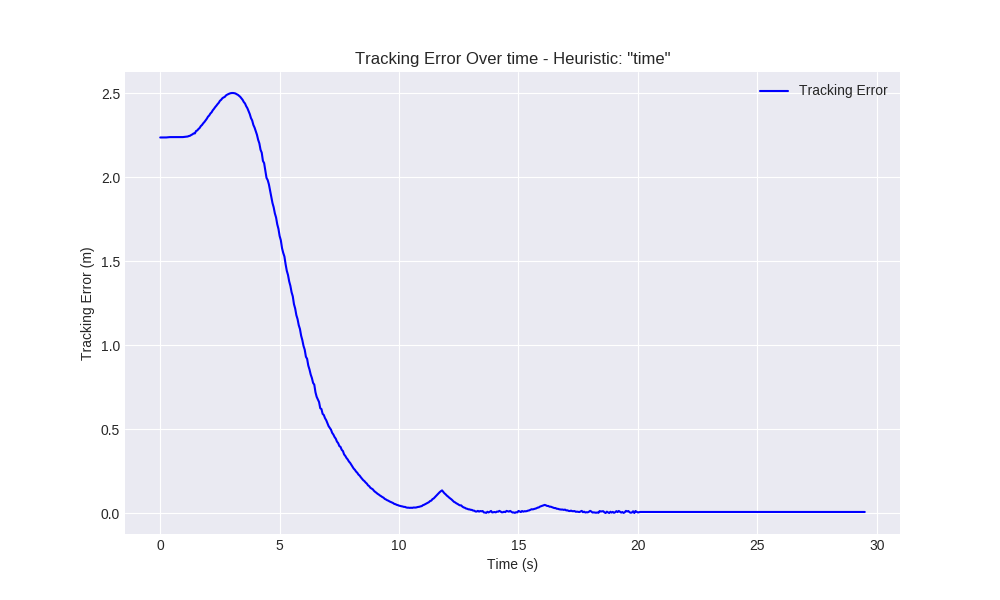 Tracking Error Over time - Heuristic: "time"
Tracking Error
Tracking Error (m)
2.5
2.0
1.5
1.0
0.5
0.0
0 5 10 15 20 25 30
Time (s)